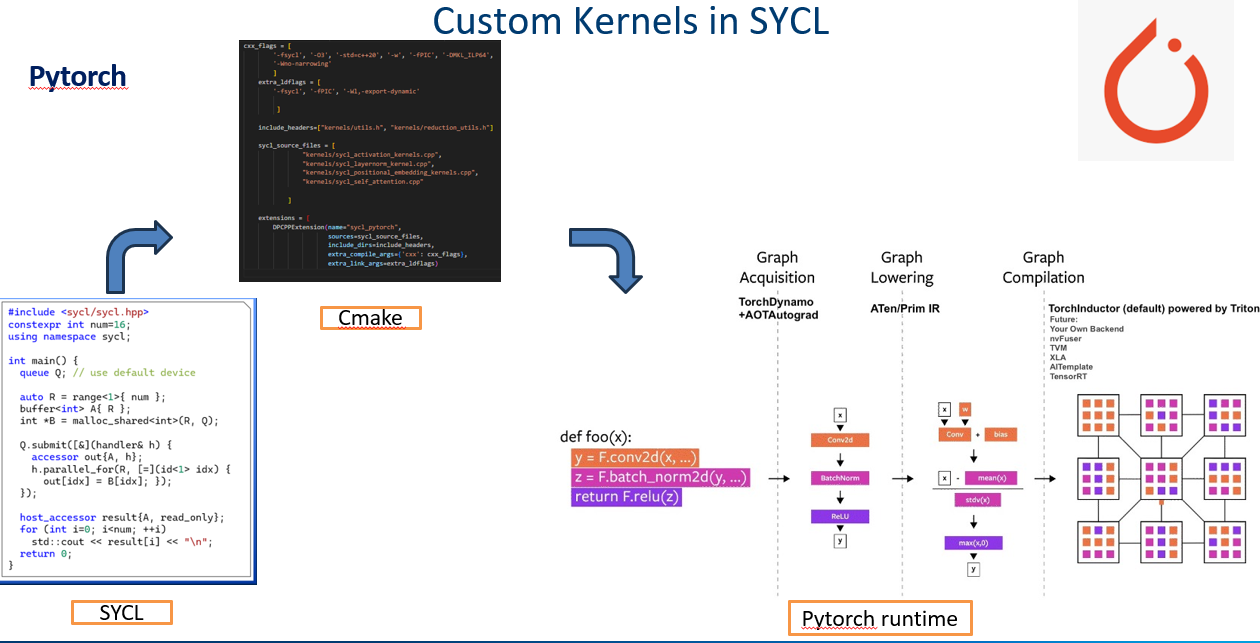 Custom Kernels in SYCL
Pytorch
cxx_flags = [
'-fsycl', '-O3', '-std=c++20', '-w', '-fPIC', '-DMKL_ILP64',
'-Wno-narrowing'
]
extra_ldflags = [
'-fsycl', '-fPIC', '-Wl,-export-dynamic'
]
include_headers=["kernels/utils.h", "kernels/reduction_utils.h"]
sycl_source_files = [
"kernels/sycl_activation_kernels.cpp",
"kernels/sycl_layernorm_kernel.cpp",
"kernels/sycl_positional_embedding_kernels.cpp",
"kernels/sycl_self_attention.cpp"
]
extensions = [
DPCPPExtension(name="sycl_pytorch",
sources=sycl_source_files,
include_dirs=include_headers,
extra_compile_args={'cxx': cxx_flags},
extra_link_args=extra_ldflags)
Cmake
#include <sycl/sycl.hpp>
constexpr int num=16;
using namespace sycl;
int main() {
queue Q; // use default device
auto R = range<1>{ num };
buffer<int> A{ R };
int *B = malloc_shared<int>(R, Q);
Q.submit([&](handler& h) {
accessor out{A, h};
h.parallel_for(R, [=](id<1> idx) {
out[idx] = B[idx]; });
});
host_accessor result{A, read_only};
for (int i=0; i<num; ++i)
std::cout << result[i] << "\n";
return 0;
}
SYCL
def foo(x):
y = F.conv2d(x, ...)
z = F.batch_norm2d(y, ...)
return F.relu(z)
Graph
Acquisition
TorchDynamo
+AOTAutograd
x
Conv2d
BatchNorm
ReLU
y
Graph
Lowering
ATen/Prim IR
x w
Conv + bias
x - mean(x)
stdv(x)
max(x,0)
y
Graph
Compilation
TorchInductor (default) powered by Triton
Future:
Your Own Backend
nvFuser
TVM
XLA
AITemplate
TensorRT
Pytorch runtime